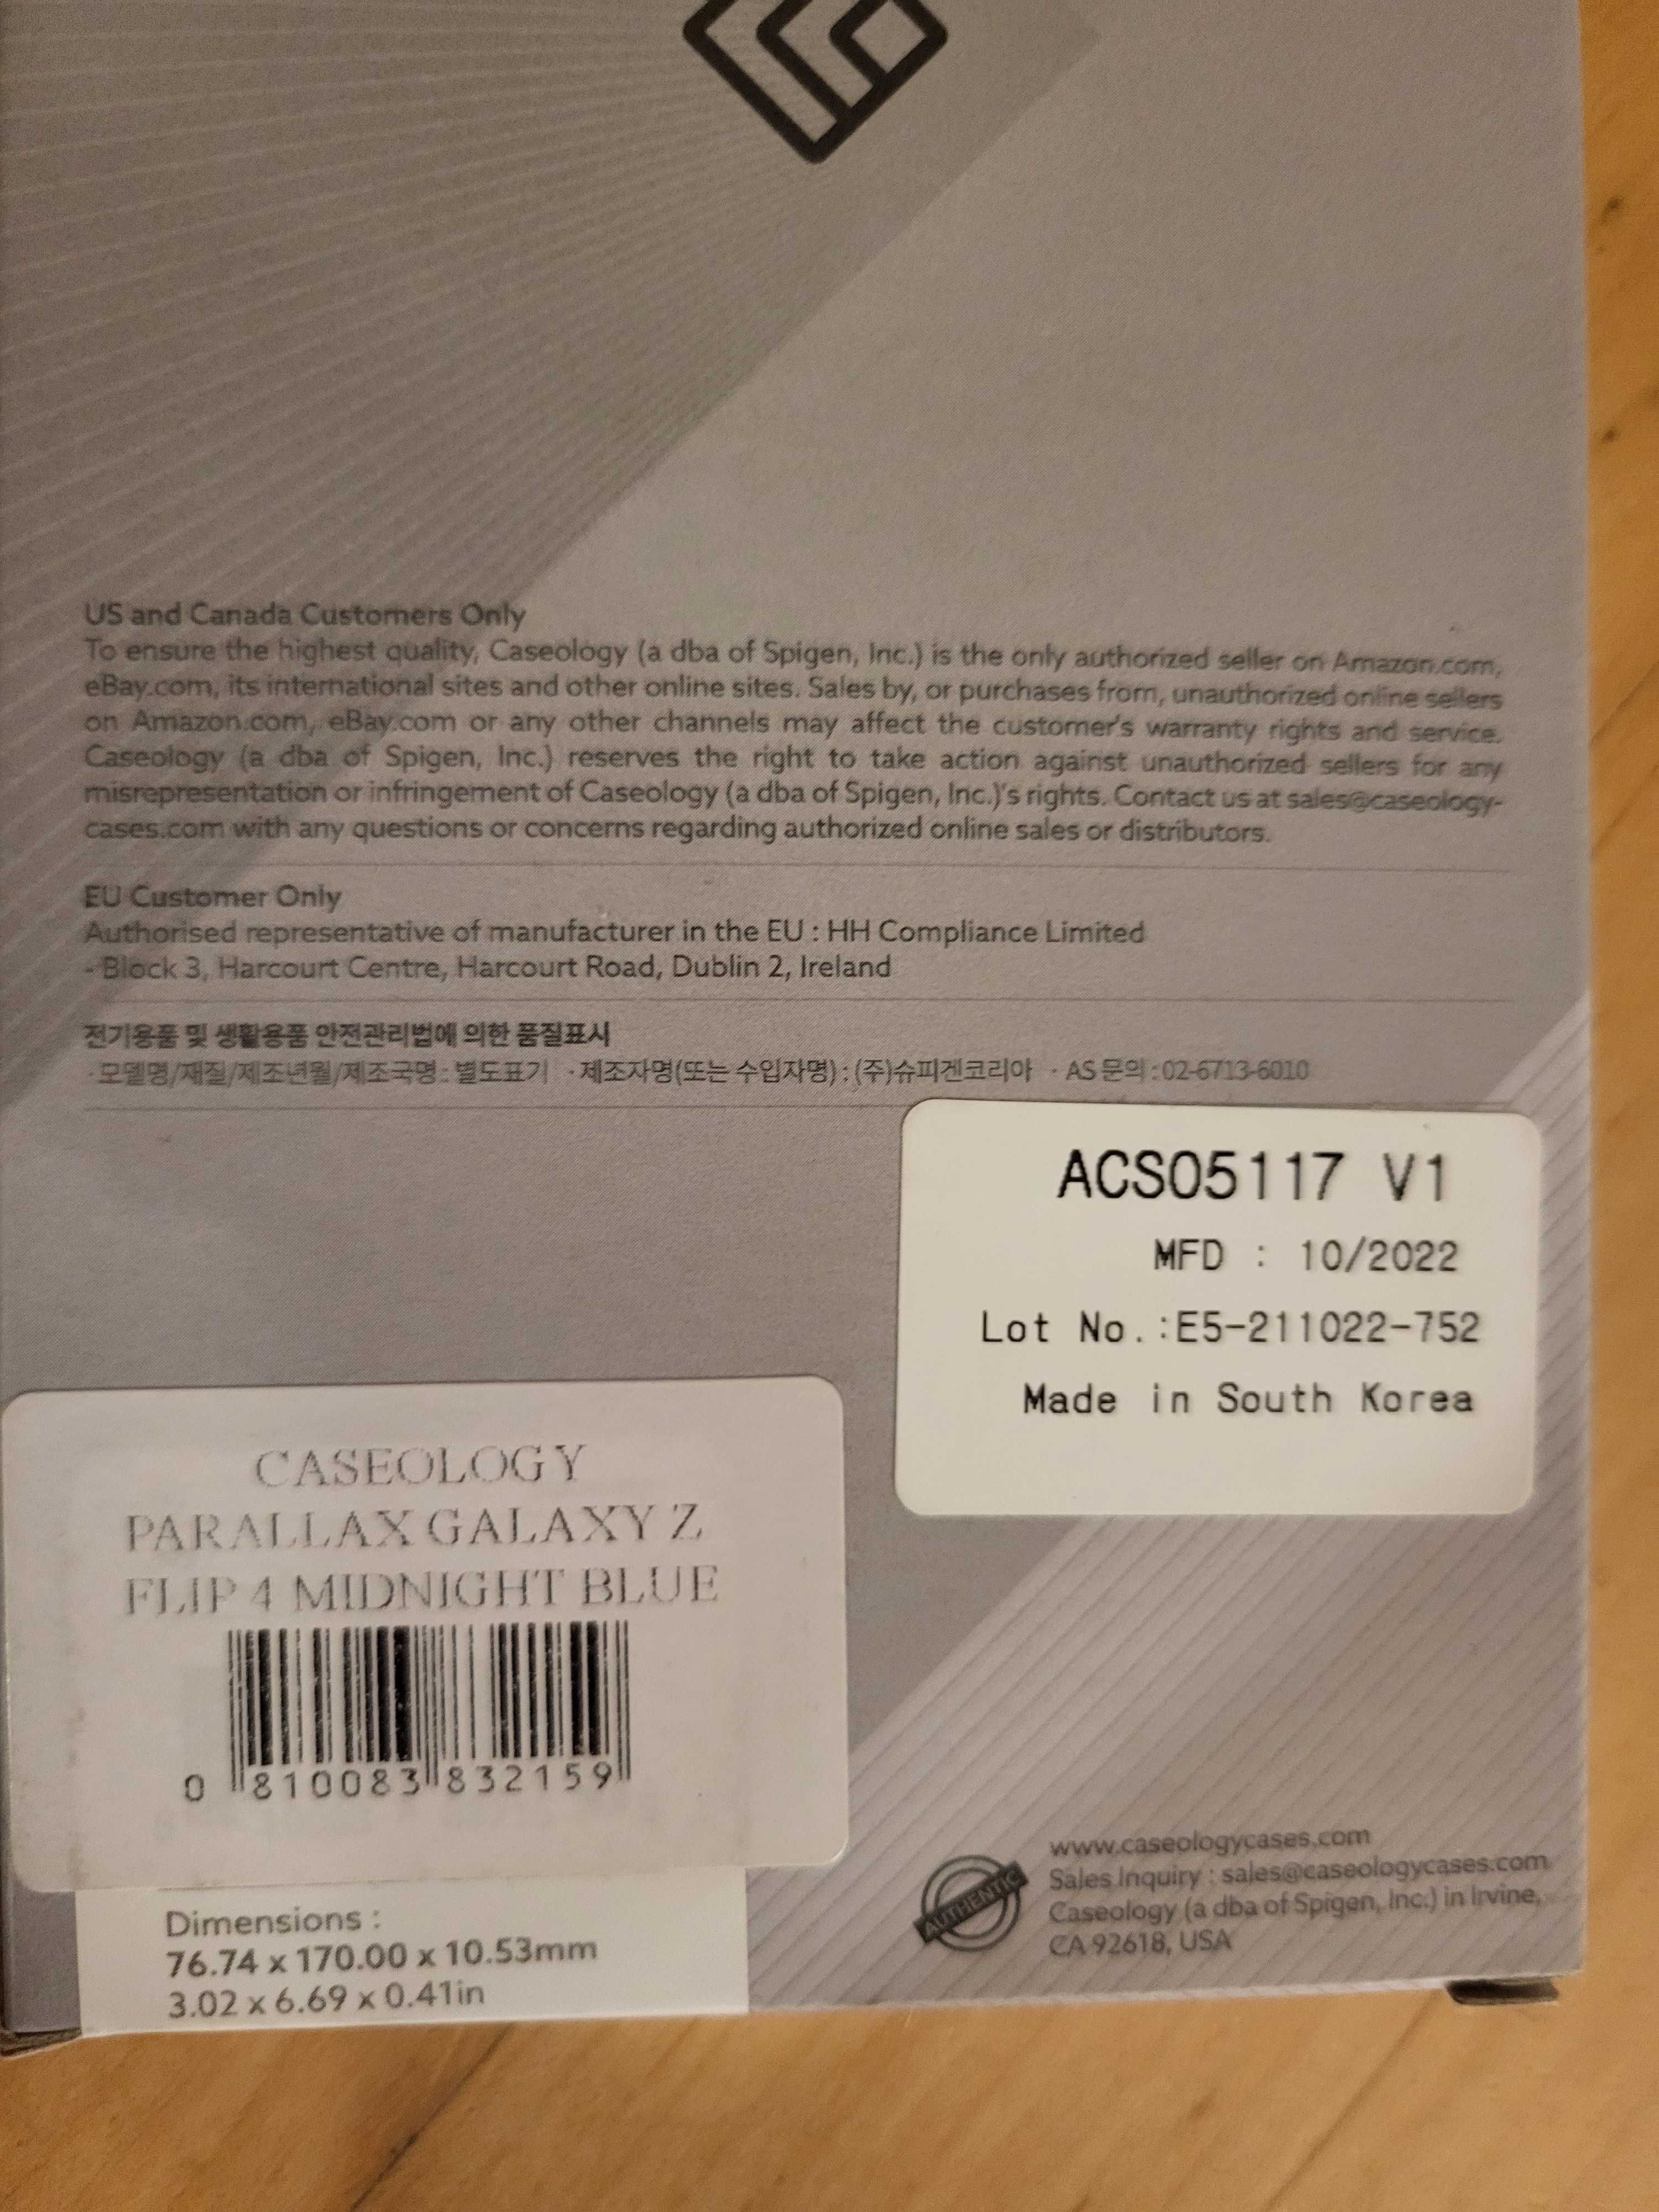 US and Canada Customers Only
To ensure the highest quality, Caseology (a dba of Spigen, Inc.) is the only authorized seller on Amazon.com,
eBay.com, its international sites and other online sites. Sales by, or purchases from, unauthorized online sellers
on Amazon.com, eBay.com or any other channels may affect the customer's warranty rights and service.
Caseology (a dba of Spigen, Inc.) reserves the right to take action against unauthorized sellers for any
misrepresentation or infringement of Caseology (a dba of Spigen, Inc.)'s rights. Contact us at sales@caseology-
cases.com with any questions or concerns regarding authorized online sales or distributors.
EU Customer Only
Authorised representative of manufacturer in the EU : HH Compliance Limited
- Block 3, Harcourt Centre, Harcourt Road, Dublin 2, Ireland
전기용품 및 생활용품 안전관리법에 의한 품질표시
· 모델명/재질/제조년월/제조국명 : 별도표기 · 제조자명(또는 수입자명) : (주)슈피겐코리아 · AS 문의 : 02-6713-6010
ACS05117 V1
MFD : 10/2022
Lot No.:E5-211022-752
Made in South Korea
CASEOLOGY
PARALLAX GALAXY Z
FLIP 4 MIDNIGHT BLUE
0 810083 832159
Dimensions :
76.74 x 170.00 x 10.53mm
3.02 x 6.69 x 0.41in
AUTHENTIC
www.caseologycases.com
Sales Inquiry : sales@caseologycases.com
Caseology (a dba of Spigen, Inc.) in Irvine,
CA 92618, USA